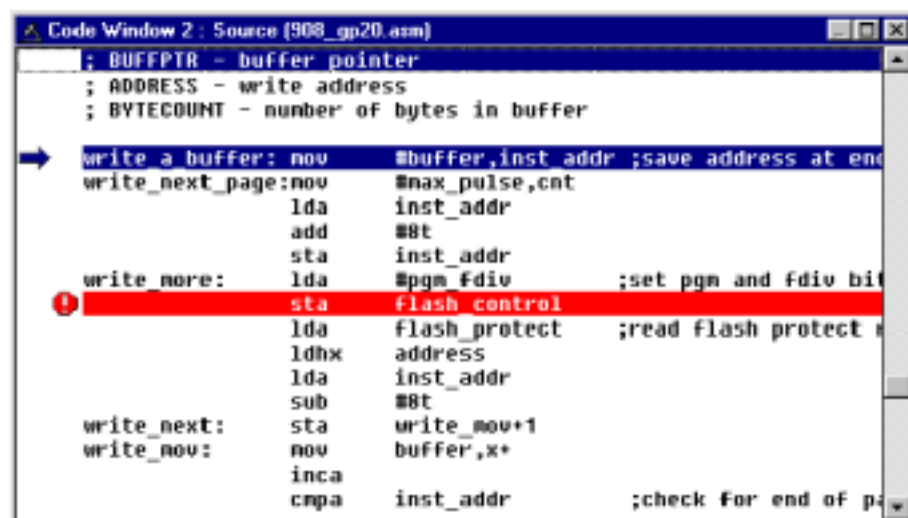 Code Window 2 : Source (908_gp20.asm)
; BUFFPTR - buffer pointer
; ADDRESS - write address
; BYTECOUNT - number of bytes in buffer
write_a_buffer: mov #buffer,inst_addr ;save address at end
write_next_page:mov #max_pulse,cnt
lda inst_addr
add #8t
sta inst_addr
write_more: lda #pgm_fdiv ;set pgm and fdiv bit
sta flash_control
lda flash_protect ;read flash protect r
ldhx address
lda inst_addr
sub #8t
write_next: sta write_mov+1
write_mov: mov buffer,x+
inca
cmpa inst_addr ;check for end of pa